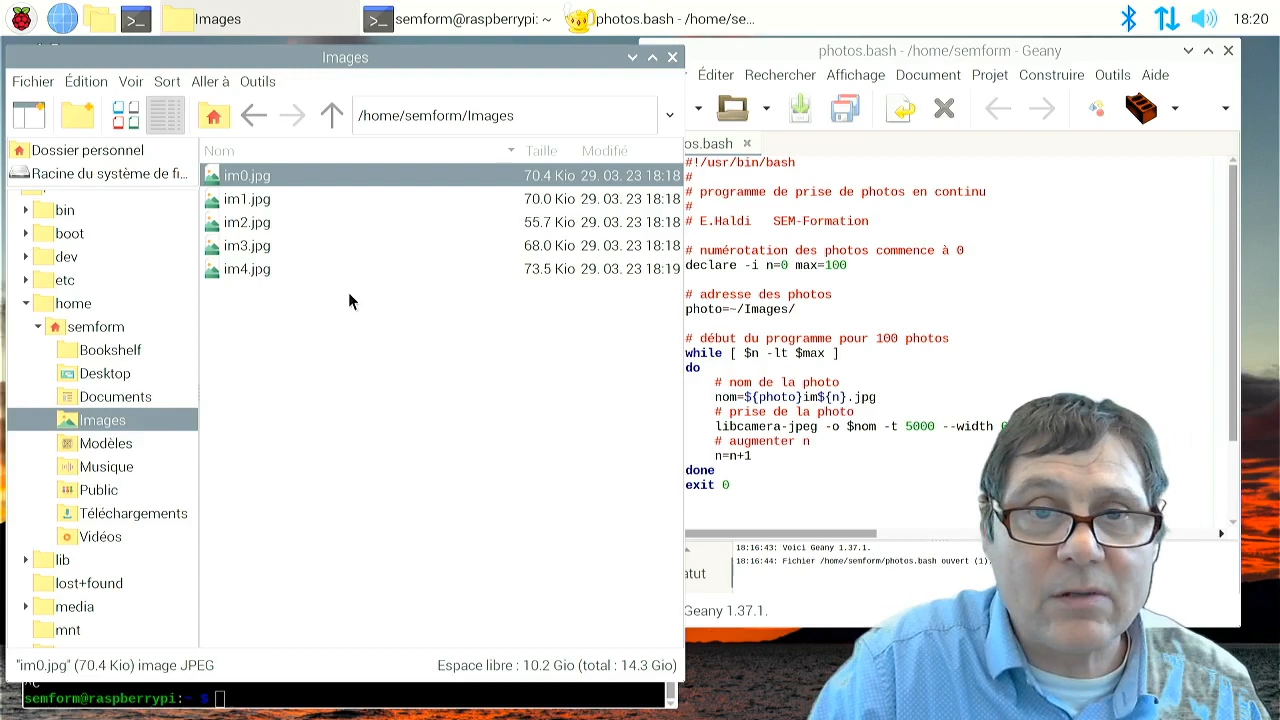 Images
semform@raspberrypi: ~
photos.bash - /home/se...
18:20
Images
Fichier Édition Voir Sort Aller à Outils
/home/semform/Images
Dossier personnel
Racine du système de fi...
bin
boot
dev
etc
home
semform
Bookshelf
Desktop
Documents
Images
Modèles
Musique
Public
Téléchargements
Vidéos
lib
lost+found
media
mnt
Nom Taille Modifié
im0.jpg 70.4 Kio 29. 03. 23 18:18
im1.jpg 70.0 Kio 29. 03. 23 18:18
im2.jpg 55.7 Kio 29. 03. 23 18:18
im3.jpg 68.0 Kio 29. 03. 23 18:18
im4.jpg 73.5 Kio 29. 03. 23 18:19
"im0.jpg" (70.4 Kio) image JPEG
Espace libre : 10.2 Gio (total : 14.3 Gio)
^C
semform@raspberrypi:~ $
photos.bash - /home/semform - Geany
Éditer Rechercher Affichage Document Projet Construire Outils Aide
os.bash
#!/usr/bin/bash
#
# programme de prise de photos en continu
#
# E.Haldi SEM-Formation
# numérotation des photos commence à 0
declare -i n=0 max=100
# adresse des photos
photo=~/Images/
# début du programme pour 100 photos
while [ $n -lt $max ]
do
# nom de la photo
nom=${photo}im${n}.jpg
# prise de la photo
libcamera-jpeg -o $nom -t 5000 --width
# augmenter n
n=n+1
done
exit 0
atut
18:16:43: Voici Geany 1.37.1.
18:16:44: Fichier /home/semform/photos.bash ouvert (1)
Geany 1.37.1.